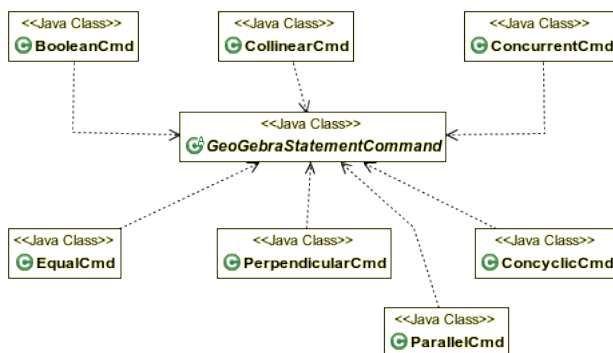 <<Java Class>>
BooleanCmd
<<Java Class>>
CollinearCmd
<<Java Class>>
ConcurrentCmd
<<Java Class>>
GeoGebraStatementCommand
<<Java Class>>
EqualCmd
<<Java Class>>
PerpendicularCmd
<<Java Class>>
ConcyclicCmd
<<Java Class>>
ParallelCmd